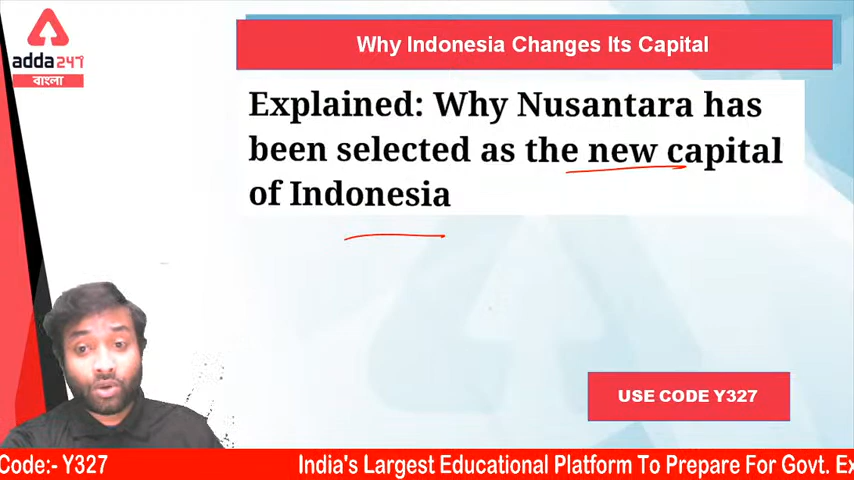 adda247
বাংলা
Why Indonesia Changes Its Capital
Explained: Why Nusantara has
been selected as the new capital
of Indonesia
USE CODE Y327
Code:- Y327
India's Largest Educational Platform To Prepare For Govt. Ex